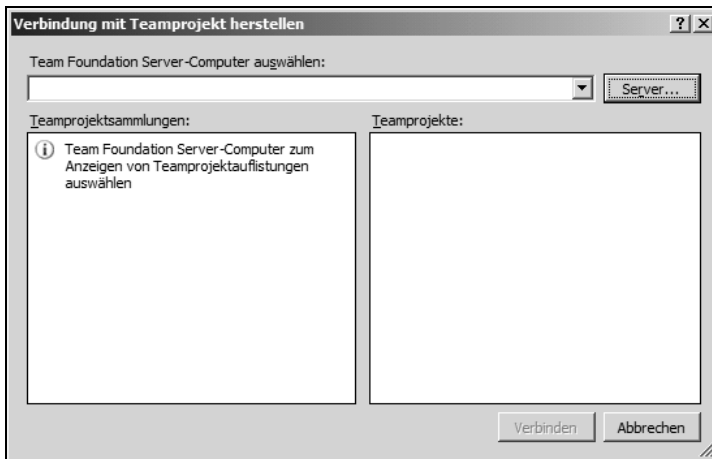 Verbindung mit Teamprojekt herstellen
Team Foundation Server-Computer auswählen:
Server...
Teamprojektsammlungen:
Teamprojekte:
Team Foundation Server-Computer zum
Anzeigen von Teamprojektauflistungen
auswählen
Verbinden
Abbrechen